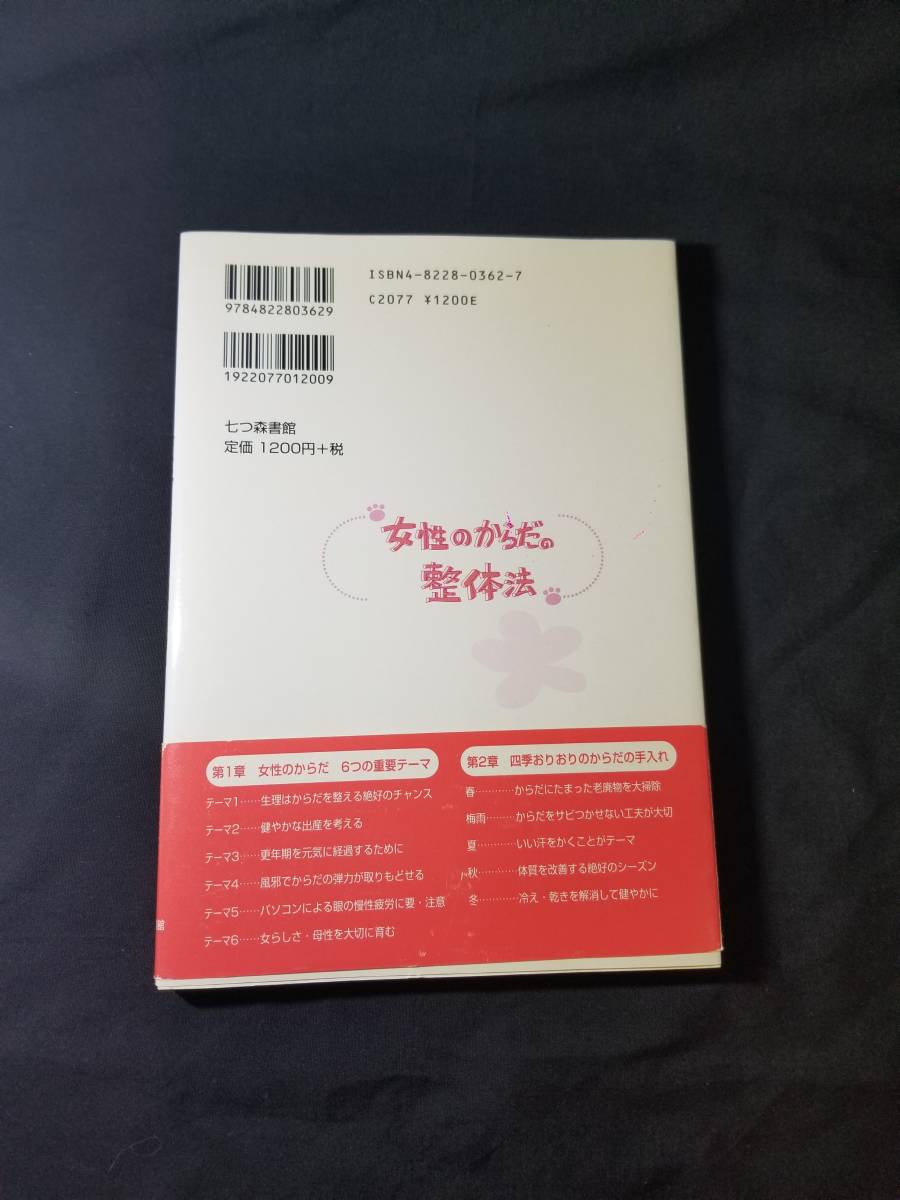 ISBN4-8228-0362-7
C2077 ¥1200E
9784822803629
1922077012009
七つ森書館
定価 1200円+税
女性のからだの
整体法
第1章 女性のからだ 6つの重要テーマ
テーマ1……生理はからだを整える絶好のチャンス
テーマ2……健やかな出産を考える
テーマ3……更年期を元気に経過するために
テーマ4……風邪でからだの弾力が取りもどせる
テーマ5……パソコンによる眼の慢性疲労に要・注意
テーマ6……女らしさ・母性を大切に育む
第2章 四季おりおりのからだの手入れ
春…………からだにたまった老廃物を大掃除
梅雨………からだをサビつかせない工夫が大切
夏…………いい汗をかくことがテーマ
秋…………体質を改善する絶好のシーズン
冬…………冷え・乾きを解消して健やかに
館